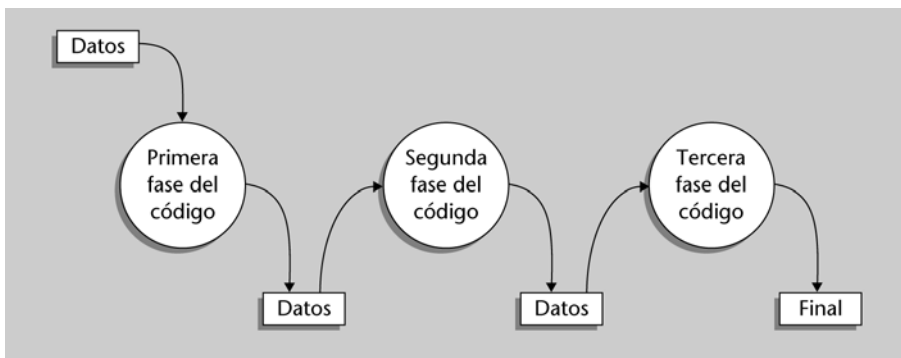 Datos
Primera
fase del
código
Segunda
fase del
código
Tercera
fase del
código
Datos
Datos
Final